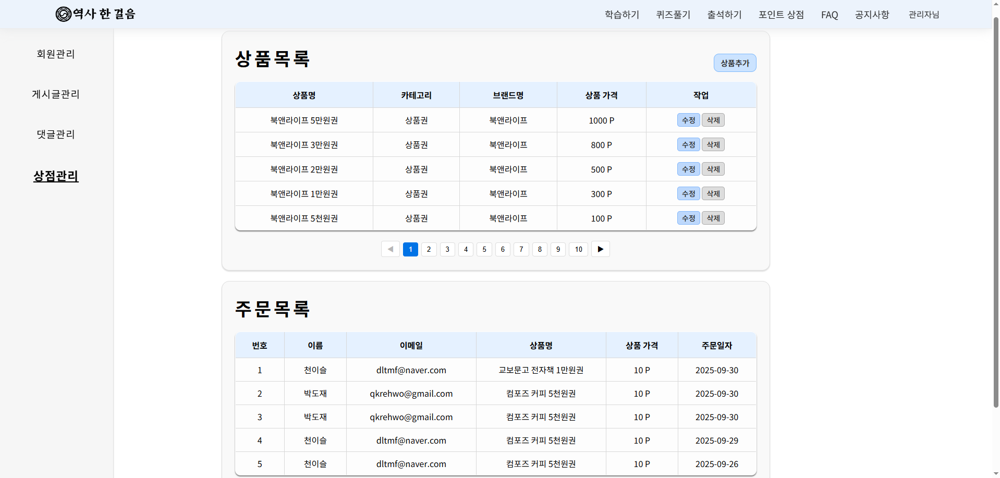 역사 한 걸음
학습하기 퀴즈풀기 출석하기 포인트 상점 FAQ 공지사항 관리자님
회원관리
게시글관리
댓글관리
상점관리
상품목록
상품추가
상품명 카테고리 브랜드명 상품 가격 작업
북앤라이프 5만원권 상품권 북앤라이프 1000 P 수정 삭제
북앤라이프 3만원권 상품권 북앤라이프 800 P 수정 삭제
북앤라이프 2만원권 상품권 북앤라이프 500 P 수정 삭제
북앤라이프 1만원권 상품권 북앤라이프 300 P 수정 삭제
북앤라이프 5천원권 상품권 북앤라이프 100 P 수정 삭제
◀ 1 2 3 4 5 6 7 8 9 10 ▶
주문목록
번호 이름 이메일 상품명 상품 가격 주문일자
1 천이슬 dltmf@naver.com 교보문고 전자책 1만원권 10 P 2025-09-30
2 박도재 qkrehwo@gmail.com 컴포즈 커피 5천원권 10 P 2025-09-30
3 박도재 qkrehwo@gmail.com 컴포즈 커피 5천원권 10 P 2025-09-30
4 천이슬 dltmf@naver.com 컴포즈 커피 5천원권 10 P 2025-09-29
5 천이슬 dltmf@naver.com 컴포즈 커피 5천원권 10 P 2025-09-26